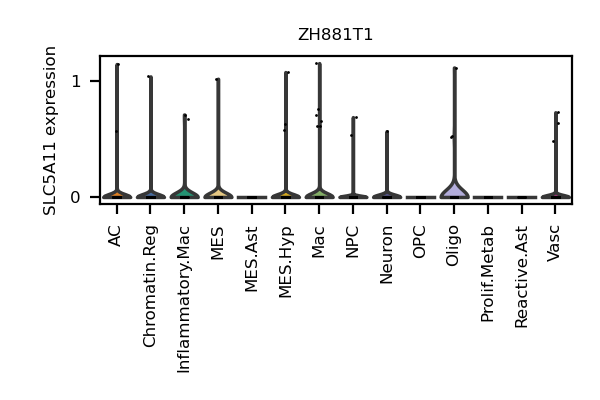 ZH881T1
SLC5A11 expression
1
0
AC
Chromatin.Reg
Inflammatory.Mac
MES
MES.Ast
MES.Hyp
Mac
NPC
Neuron
OPC
Oligo
Prolif.Metab
Reactive.Ast
Vasc